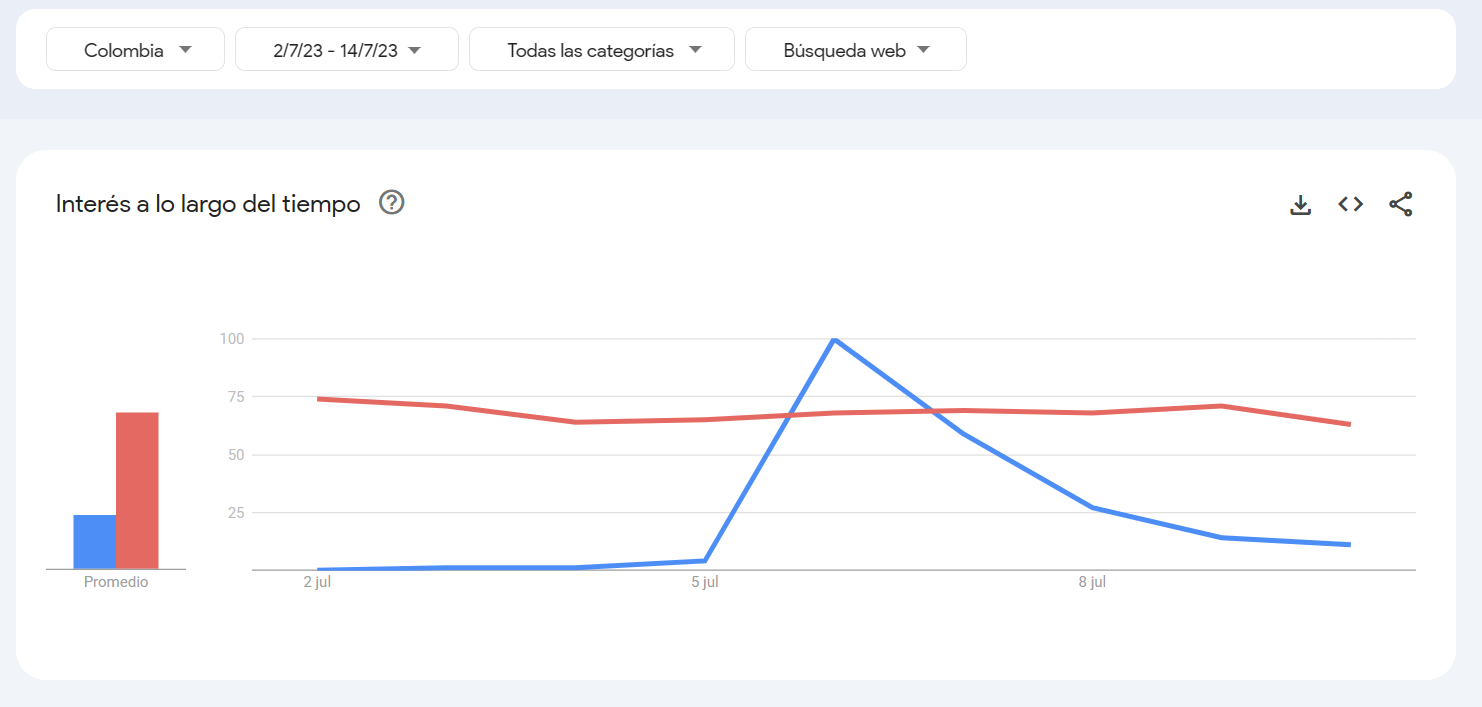 Colombia
2/7/23 - 14/7/23
Todas las categorías
Búsqueda web
Interés a lo largo del tiempo
?
100
75
50
25
Promedio
2 jul
5 jul
8 jul